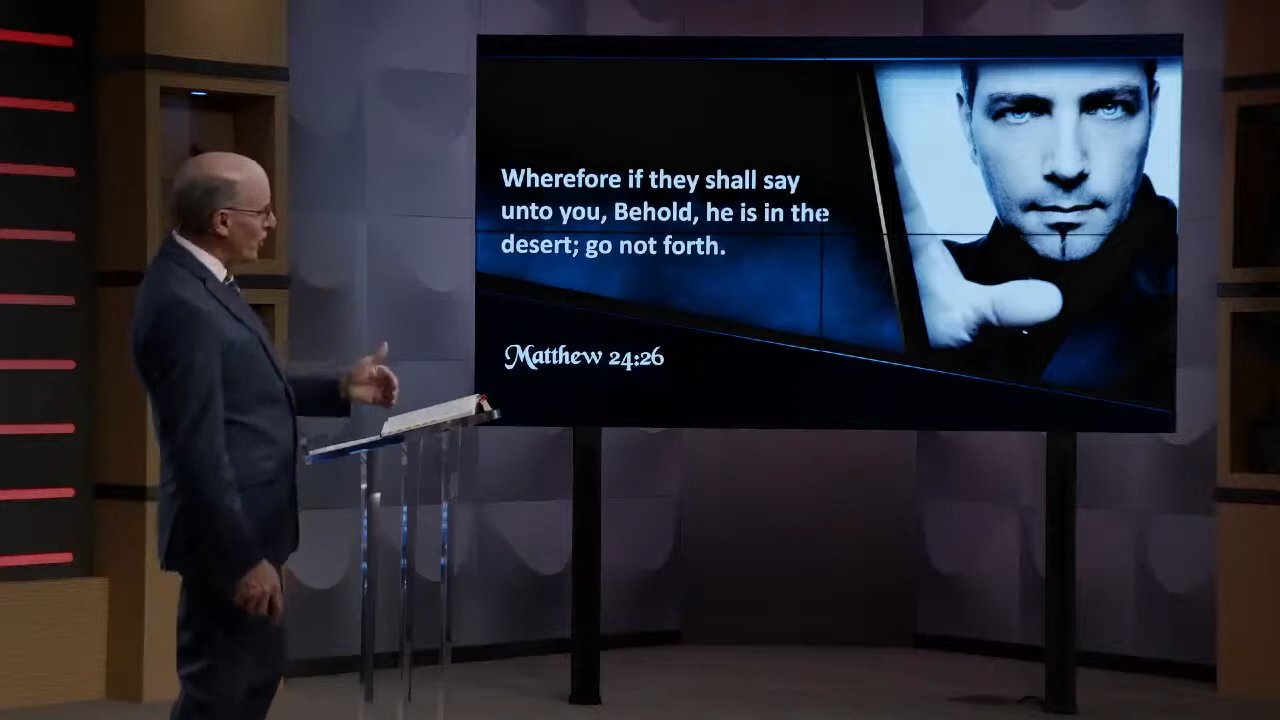 Wherefore if they shall say
unto you, Behold, he is in the
desert; go not forth.
Matthew 24:26